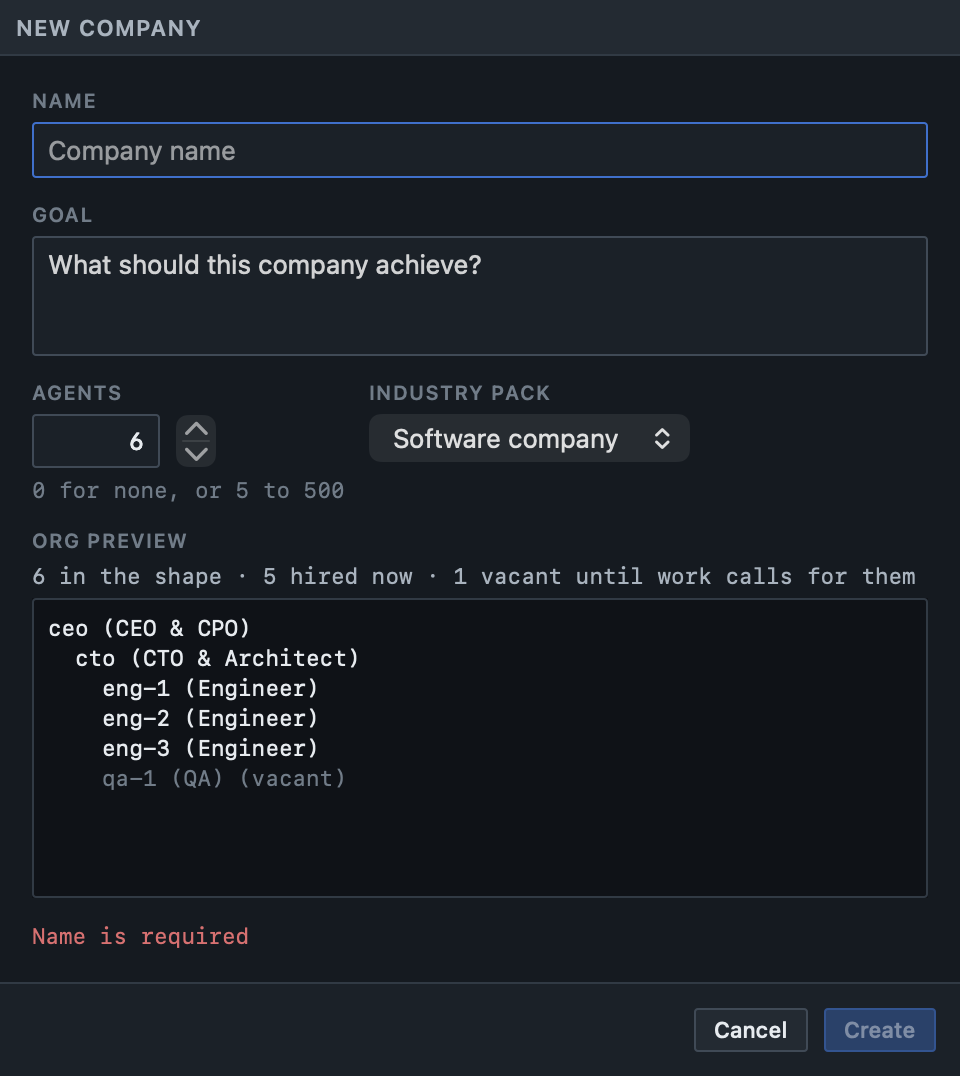 NEW COMPANY
NAME
Company name
GOAL
What should this company achieve?
AGENTS
INDUSTRY PACK
6
Software company
0 for none, or 5 to 500
ORG PREVIEW
6 in the shape · 5 hired now · 1 vacant until work calls for them
ceo (CEO & CPO)
cto (CTO & Architect)
eng-1 (Engineer)
eng-2 (Engineer)
eng-3 (Engineer)
qa-1 (QA) (vacant)
Name is required
Cancel
Create